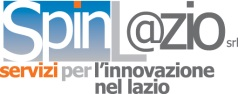 SpinL@zio srl
servizi per l'innovazione
nel lazio